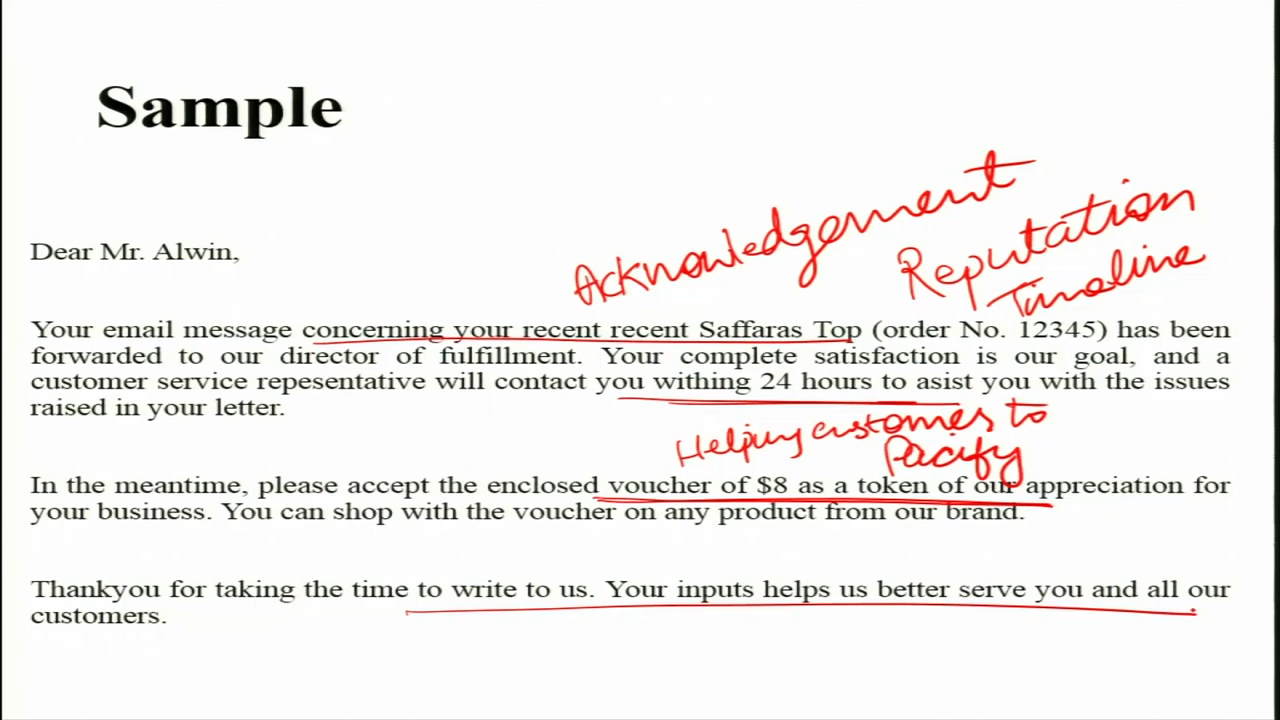 Sample
Acknowledgement
Reputation
Timeline
Dear Mr. Alwin,
Your email message concerning your recent recent Saffaras Top (order No. 12345) has been
forwarded to our director of fulfillment. Your complete satisfaction is our goal, and a
customer service repesentative will contact you withing 24 hours to asist you with the issues
raised in your letter.
Helping customers to
Pacify
In the meantime, please accept the enclosed voucher of $8 as a token of our appreciation for
your business. You can shop with the voucher on any product from our brand.
Thankyou for taking the time to write to us. Your inputs helps us better serve you and all our
customers.